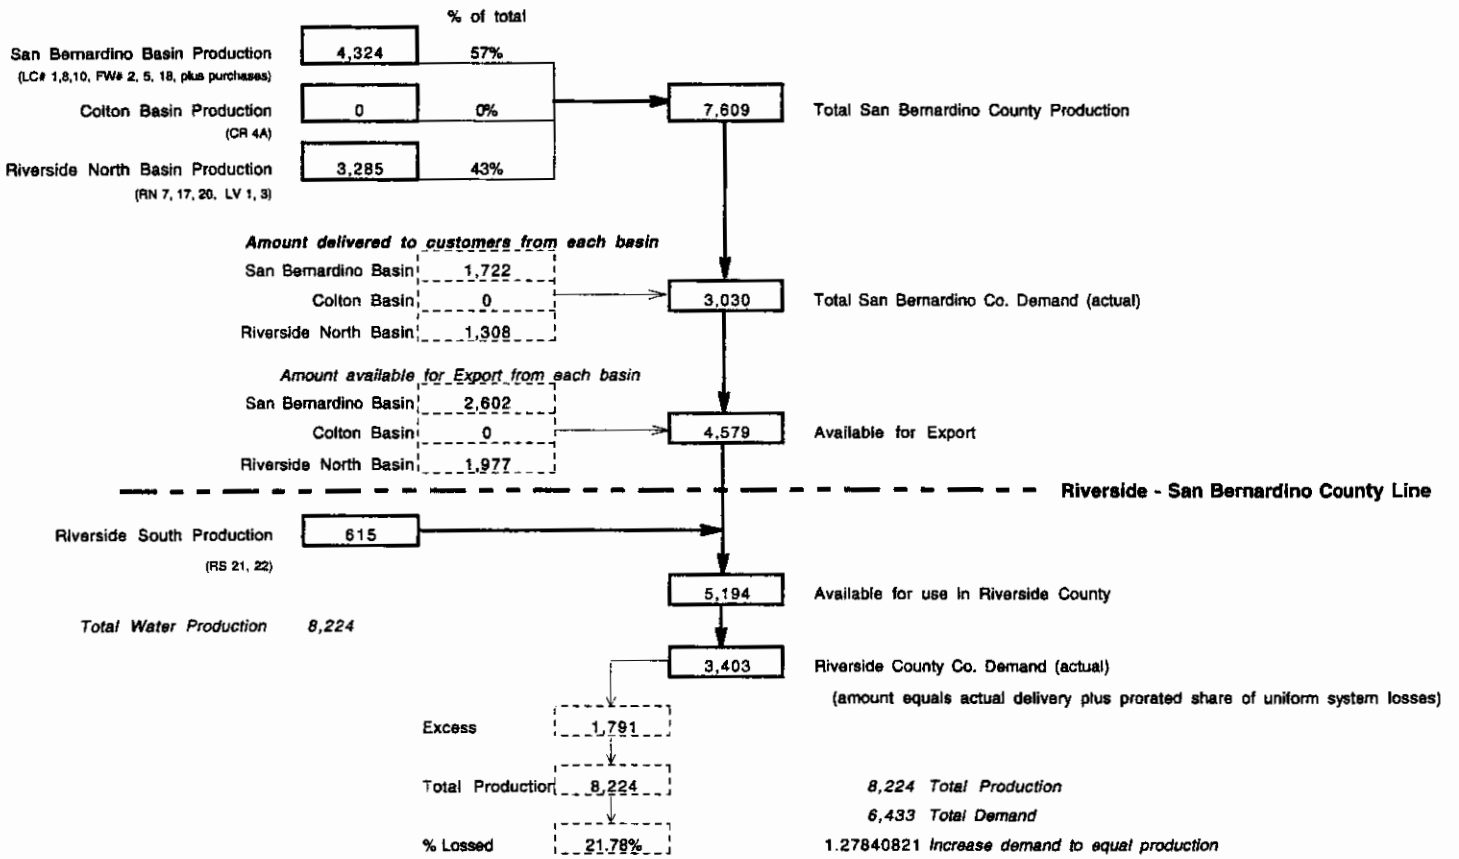 % of total
San Bernardino Basin Production 4,324 57%
(LC# 1,8,10, FW# 2, 5, 18, plus purchases)
Colton Basin Production 0 0% 7,609 Total San Bernardino County Production
(CR 4A)
Riverside North Basin Production 3,285 43%
(RN 7, 17, 20, LV 1, 3)
Amount delivered to customers from each basin
San Bernardino Basin 1,722
Colton Basin 0 3,030 Total San Bernardino Co. Demand (actual)
Riverside North Basin 1,308
Amount available for Export from each basin
San Bernardino Basin 2,602
Colton Basin 0 4,579 Available for Export
Riverside North Basin 1,977
Riverside - San Bernardino County Line
Riverside South Production 615
(RS 21, 22)
5,194 Available for use in Riverside County
Total Water Production 8,224
3,403 Riverside County Co. Demand (actual)
(amount equals actual delivery plus prorated share of uniform system losses)
Excess 1,791
Total Production 8,224 8,224 Total Production
6,433 Total Demand
% Lossed 21.78% 1.27840821 Increase demand to equal production